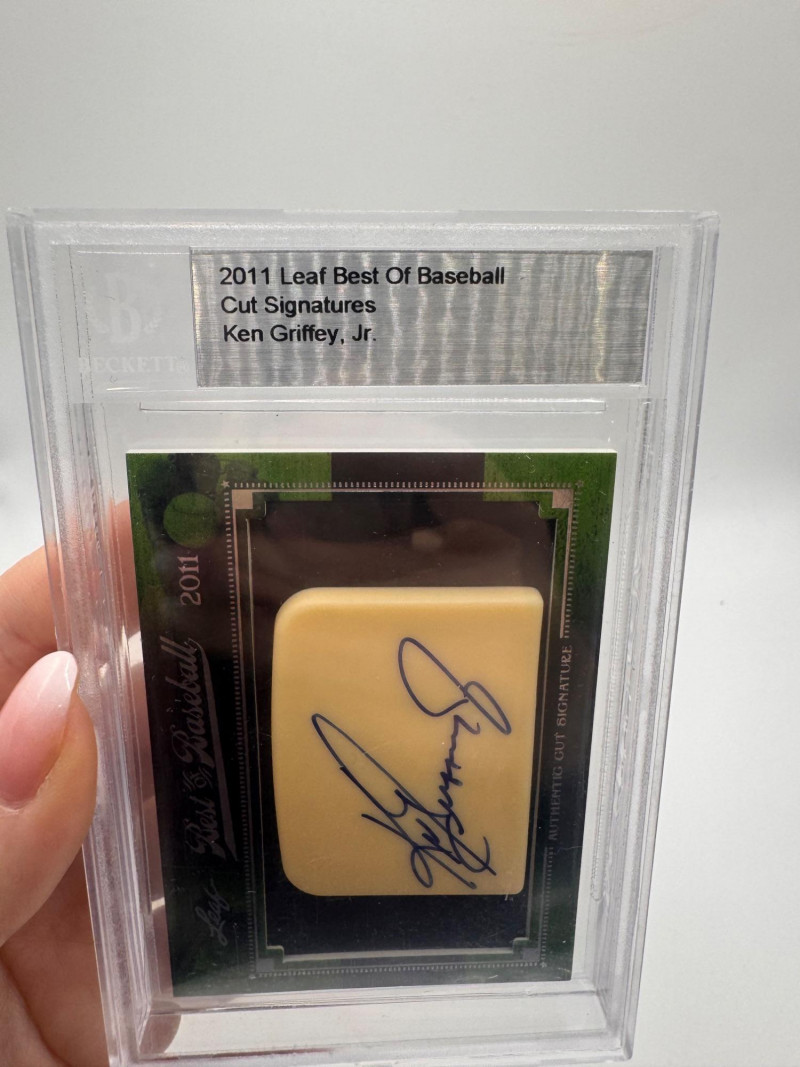 2011 Leaf Best Of Baseball
Cut Signatures
Ken Griffey, Jr.
BECKETT
2011
Best of Baseball
Leaf
AUTHENTIC CUT SIGNATURE